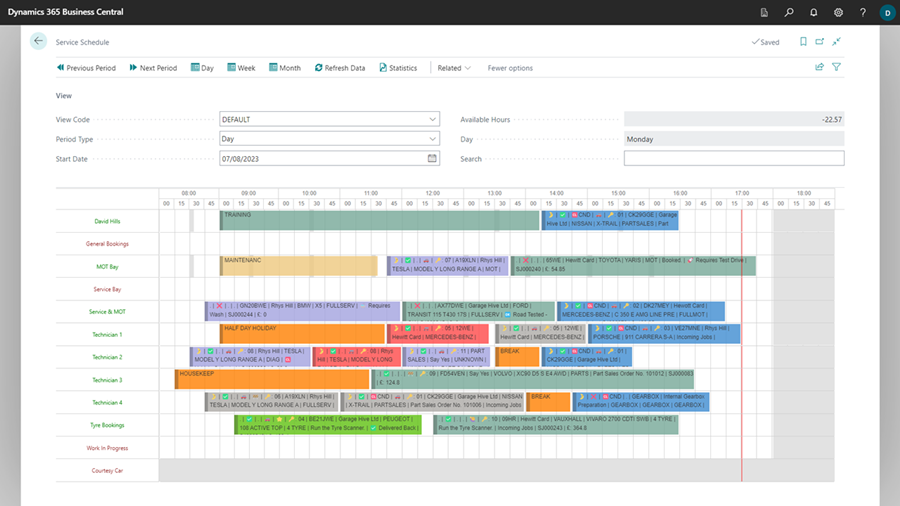 Dynamics 365 Business Central
D
Service Schedule
Saved
Previous Period
Next Period
Day
Week
Month
Refresh Data
Statistics
Related
Fewer options
View
View Code
DEFAULT
Available Hours
-22.57
Period Type
Day
Day
Monday
Start Date
07/08/2023
Search
08:00 09:00 10:00 11:00 12:00 13:00 14:00 15:00 16:00 17:00 18:00
00 15 30 45 00 15 30 45 00 15 30 45 00 15 30 45 00 15 30 45 00 15 30 45 00 15 30 45 00 15 30 45 00 15 30 45 00 15 30 45 00 15 30 45
David Hills
TRAINING
CND | 01 | CK29GGE | Garage
Hive Ltd | NISSAN | X-TRAIL | PARTSALES | Part
General Bookings
MOT Bay
MAINTENANC
07 | A19XLN | Rhys Hill |
TESLA | MODEL Y LONG RANGE A | MOT |
65WE | Hewitt Card | TOYOTA | YARIS | MOT | Booked | Requires Test Drive |
SJ000240 | £: 54.85
Service Bay
Service & MOT
GN20BWE | Rhys Hill | BMW | X5 | FULLSERV | Requires
Wash | SJ000244 | £: 0
AX77DWE | Garage Hive Ltd | FORD |
TRANSIT 115 T430 17S | FULLSERV | Road Tested -
CND | 02 | DK27MEY | Hewitt Card |
MERCEDES-BENZ | C 350 E AMG LINE PRE | FULLMOT |
Technician 1
HALF DAY HOLIDAY
05 | 12WE |
Hewitt Card | MERCEDES-BENZ |
05 | 12WE |
Hewitt Card | MERCEDES-BENZ |
CND | 03 | VE27MNE | Rhys Hill |
PORSCHE | 911 CARRERA S-A | Incoming Jobs |
Technician 2
08 | Rhys Hill | TESLA |
MODEL Y LONG RANGE A | DIAG |
08 | Rhys
Hill | TESLA | MODEL Y LONG
11 | PART
SALES | Say Yes | UNKNOWN |
BREAK
CND | 01 |
CK29GGE | Garage Hive Ltd |
Technician 3
HOUSEKEEP
09 | FD54VEN | Say Yes | VOLVO | XC90 D5 S E4 AWD | PARTS | Part Sales Order No. 101012 | SJ000063
| £: 124.8
Technician 4
06 | A19XLN | Rhys Hill |
TESLA | MODEL Y LONG RANGE A | FULLSERV |
CND | 01 | CK29GGE | Garage Hive Ltd | NISSAN
| X-TRAIL | PARTSALES | Part Sales Order No. 101006 | Incoming Jobs
BREAK
CND | GEARBOX | Internal Gearbox
Preparation | GEARBOX | GEARBOX | GEARBOX |
Tyre Bookings
04 | BE21JWE | Garage Hive Ltd | PEUGEOT |
108 ACTIVE TOP | 4 TYRE | Run the Tyre Scanner. | Delivered Back |
10 | 08HR | Hewitt Card | VAUXHALL | VIVARO 2700 CDTI SWB | 4 TYRE |
Run the Tyre Scanner. | Incoming Jobs | SJ000243 | £: 364.8
Work In Progress
Courtesy Car